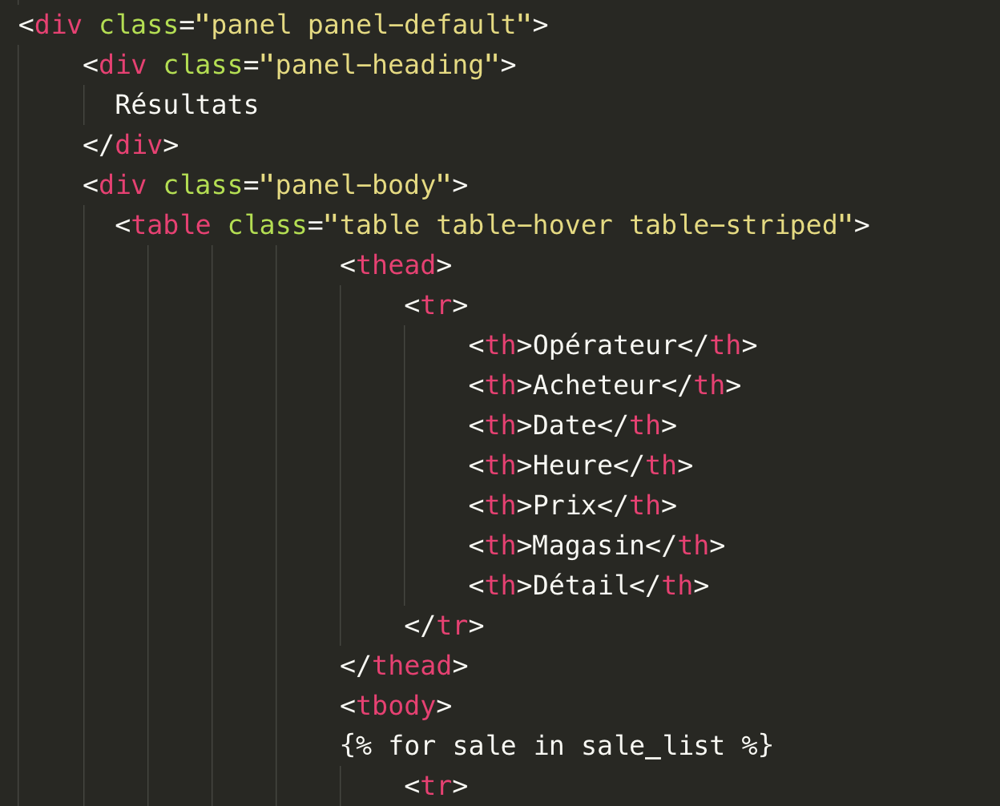 <div class="panel panel-default">
<div class="panel-heading">
Résultats
</div>
<div class="panel-body">
<table class="table table-hover table-striped">
<thead>
<tr>
<th>Opérateur</th>
<th>Acheteur</th>
<th>Date</th>
<th>Heure</th>
<th>Prix</th>
<th>Magasin</th>
<th>Détail</th>
</tr>
</thead>
<tbody>
{% for sale in sale_list %}
<tr>